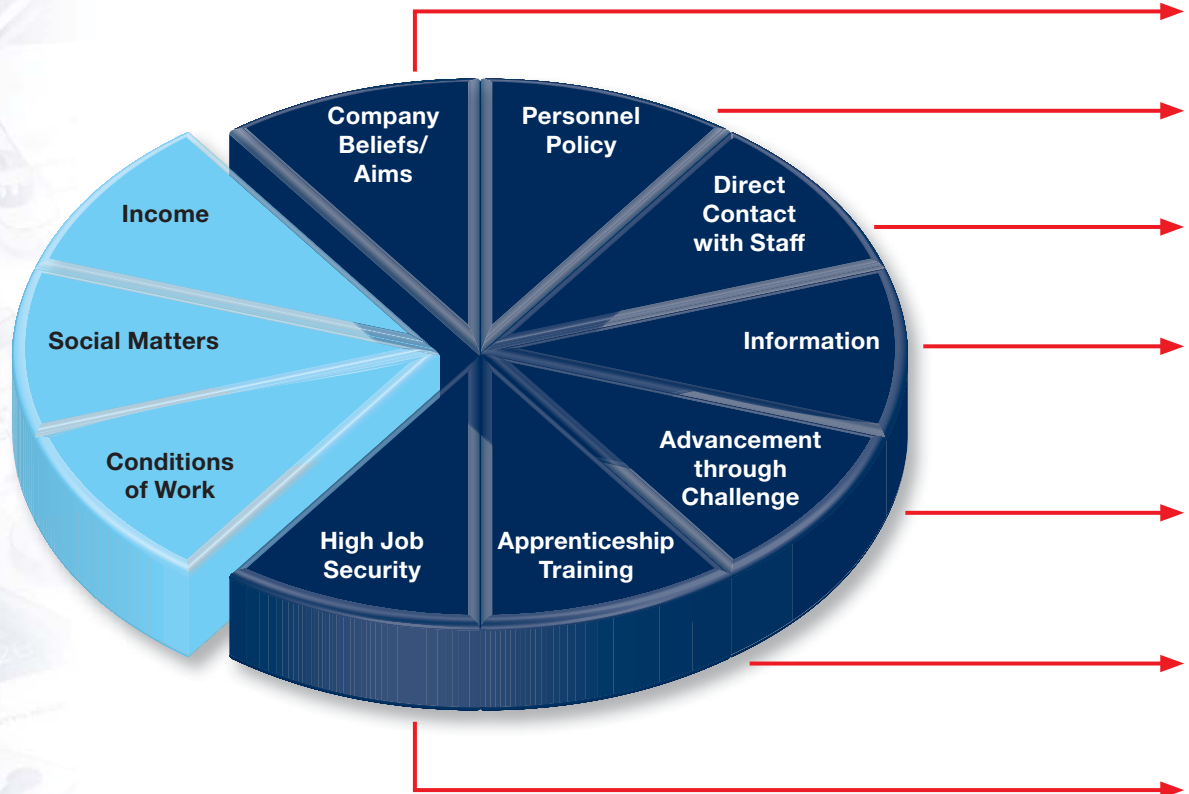 Company
Beliefs/
Aims
Personnel
Policy
Direct
Contact
with Staff
Information
Advancement
through
Challenge
Apprenticeship
Training
High Job
Security
Conditions
of Work
Social Matters
Income